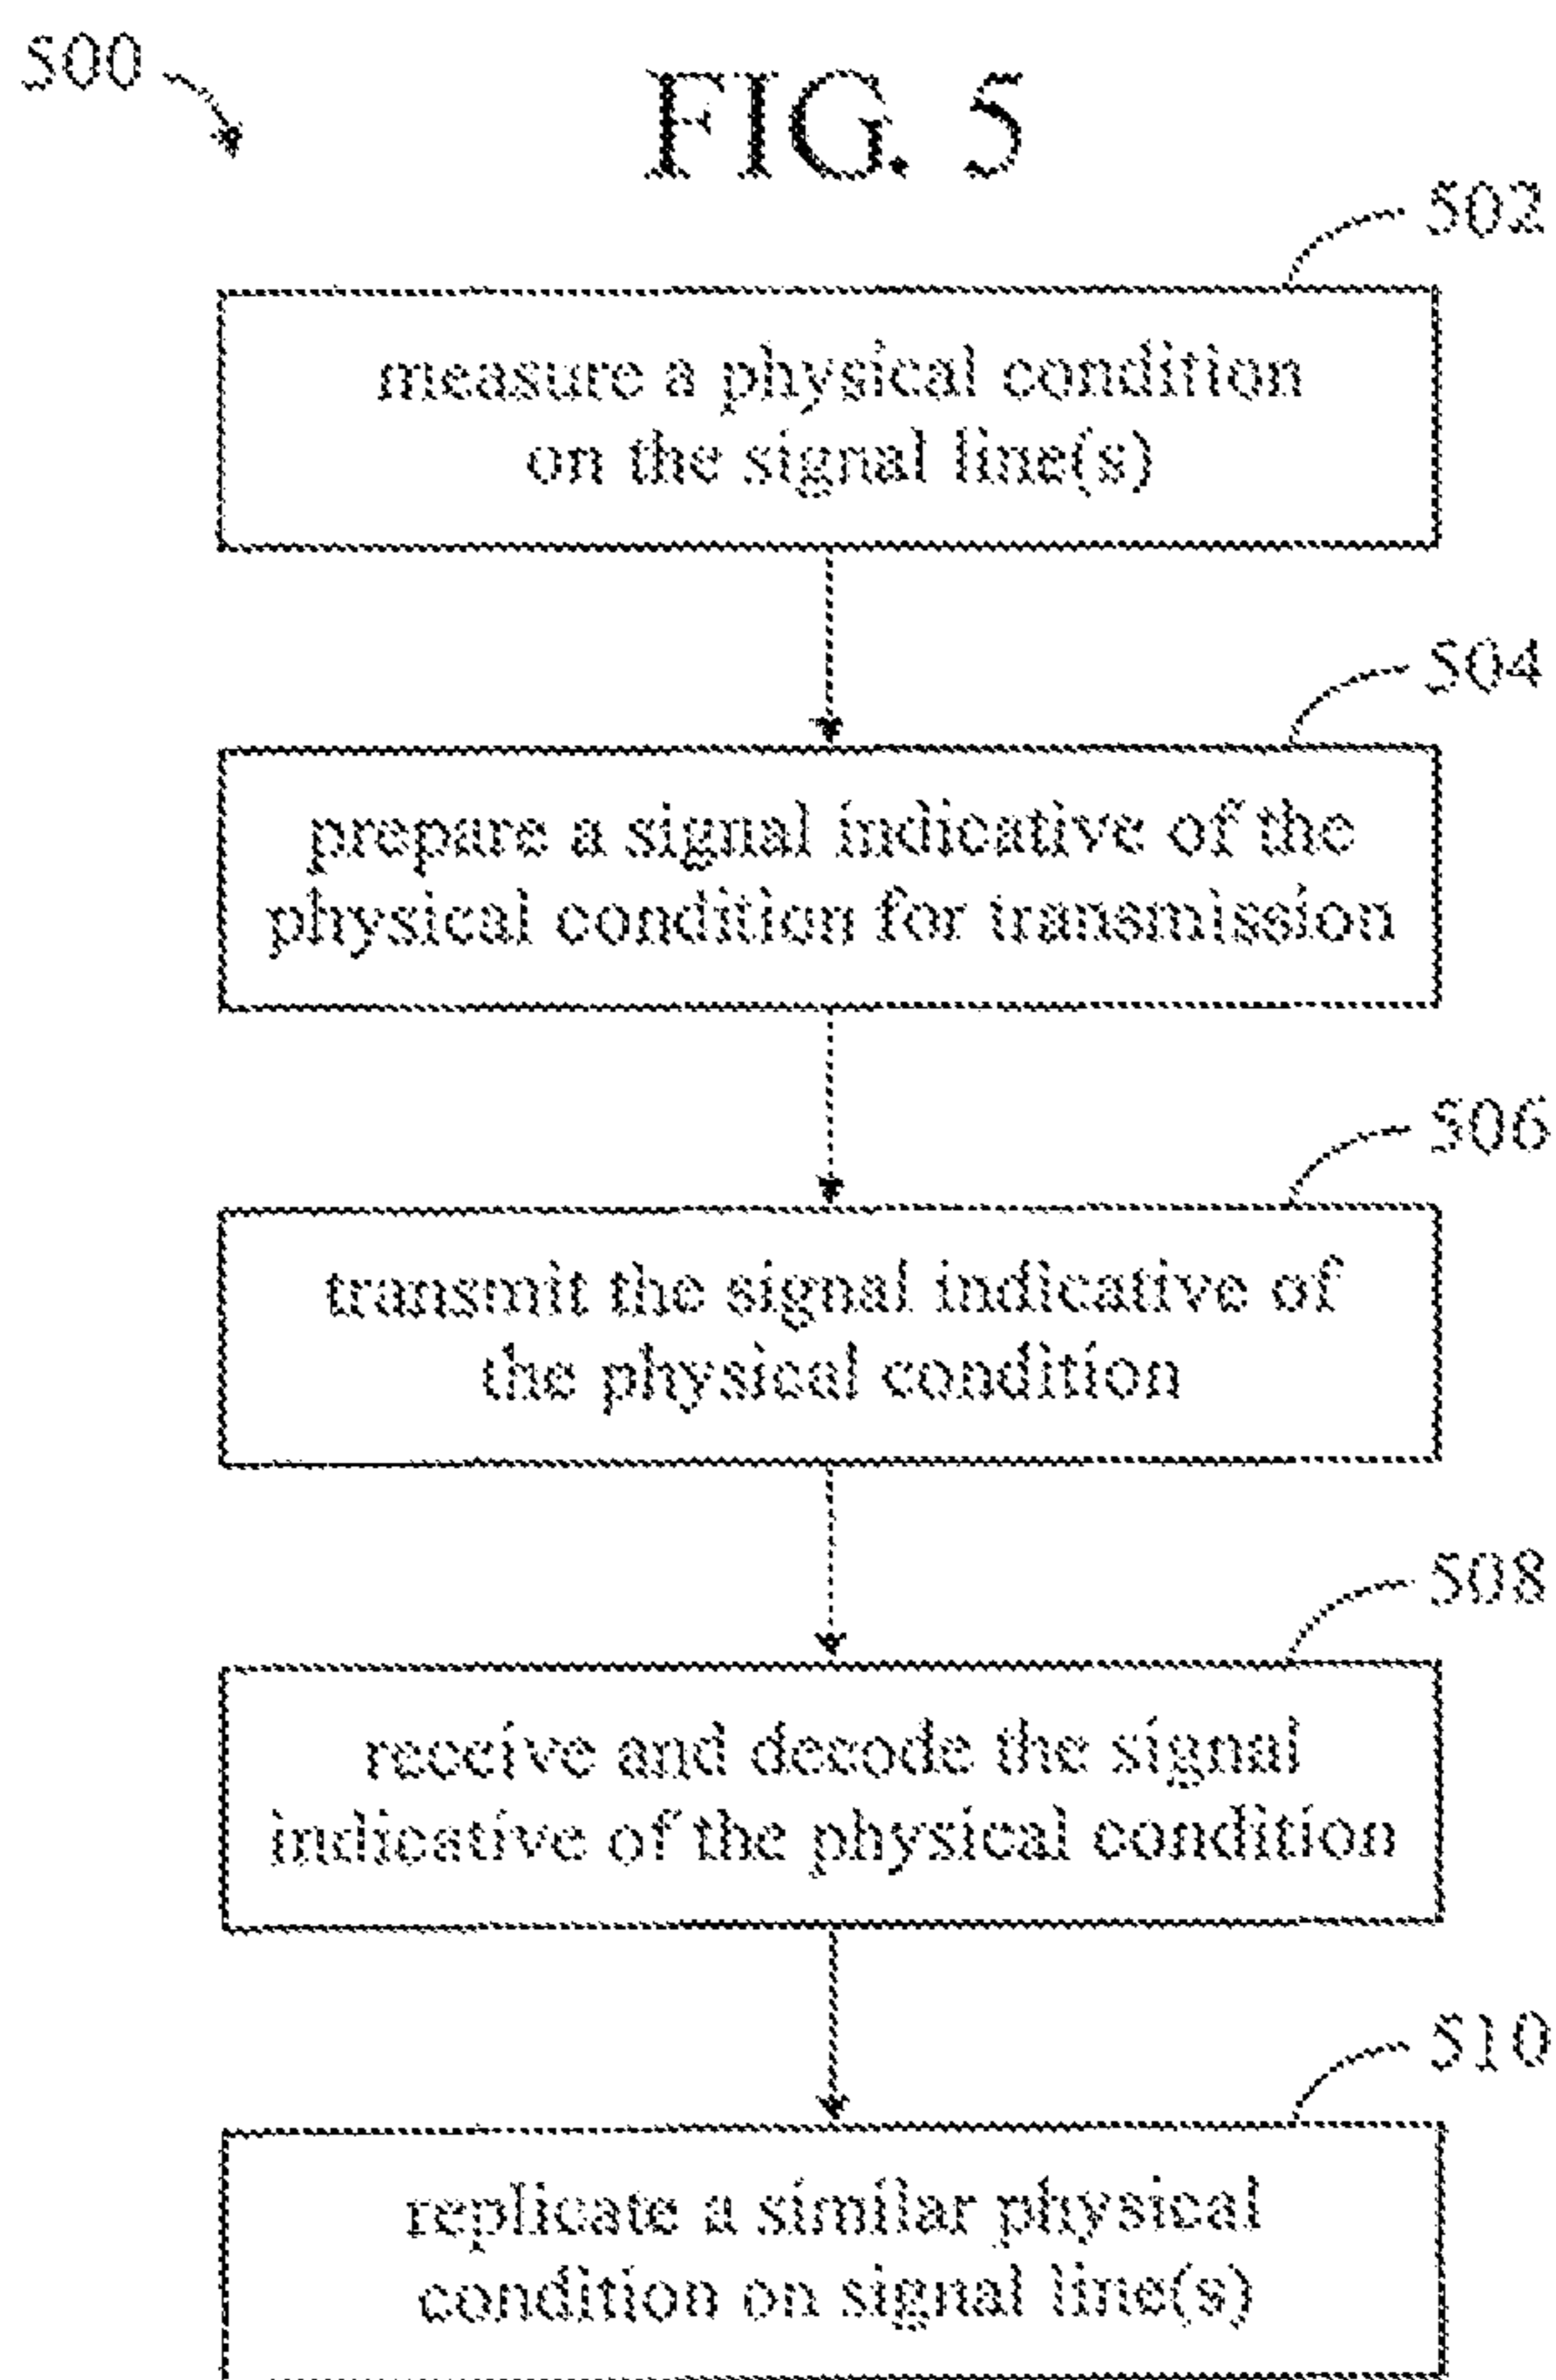 500
FIG. 5
502
measure a physical condition
on the signal line(s)
504
prepare a signal indicative of the
physical condition for transmission
506
transmit the signal indicative of
the physical condition
508
receive and decode the signal
indicative of the physical condition
510
replicate a similar physical
condition on signal line(s)